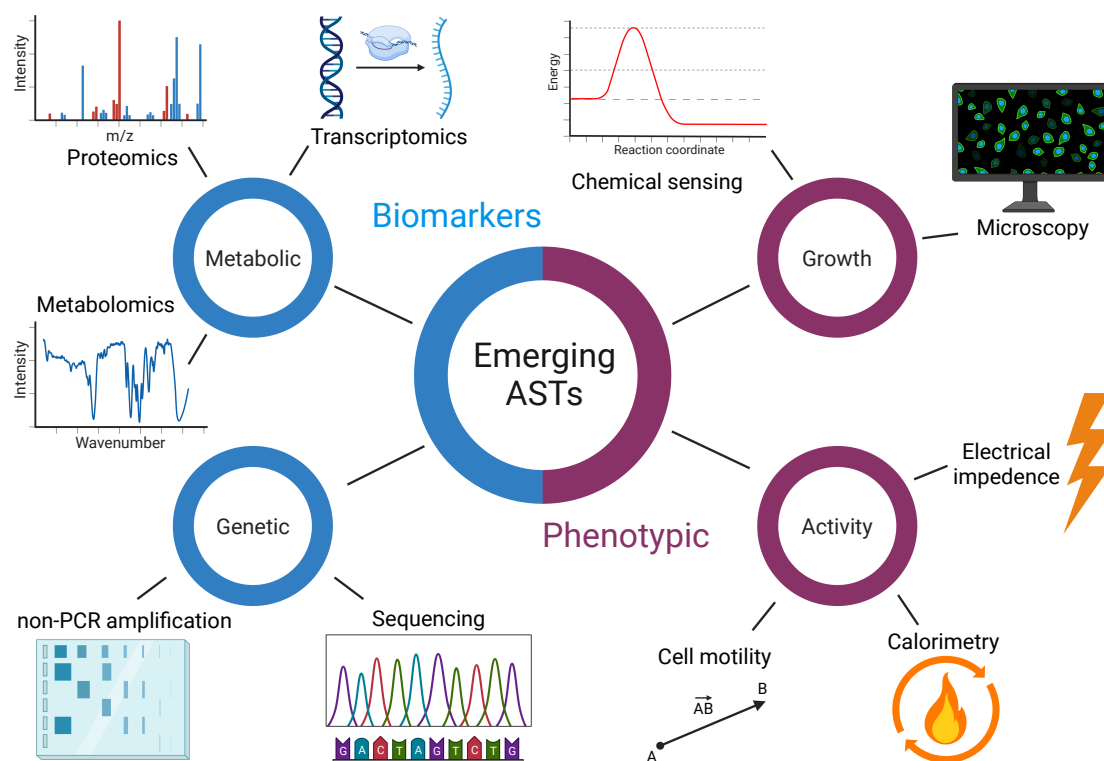 Intensity
m/z
Proteomics
Transcriptomics
Energy
Reaction coordinate
Chemical sensing
Microscopy
Biomarkers
Metabolic
Growth
Metabolomics
Intensity
Wavenumber
Emerging
ASTs
Electrical
impedence
Genetic
Phenotypic
Activity
non-PCR amplification
Sequencing
G A C T A G T C T G
Cell motility
A
AB
B
Calorimetry